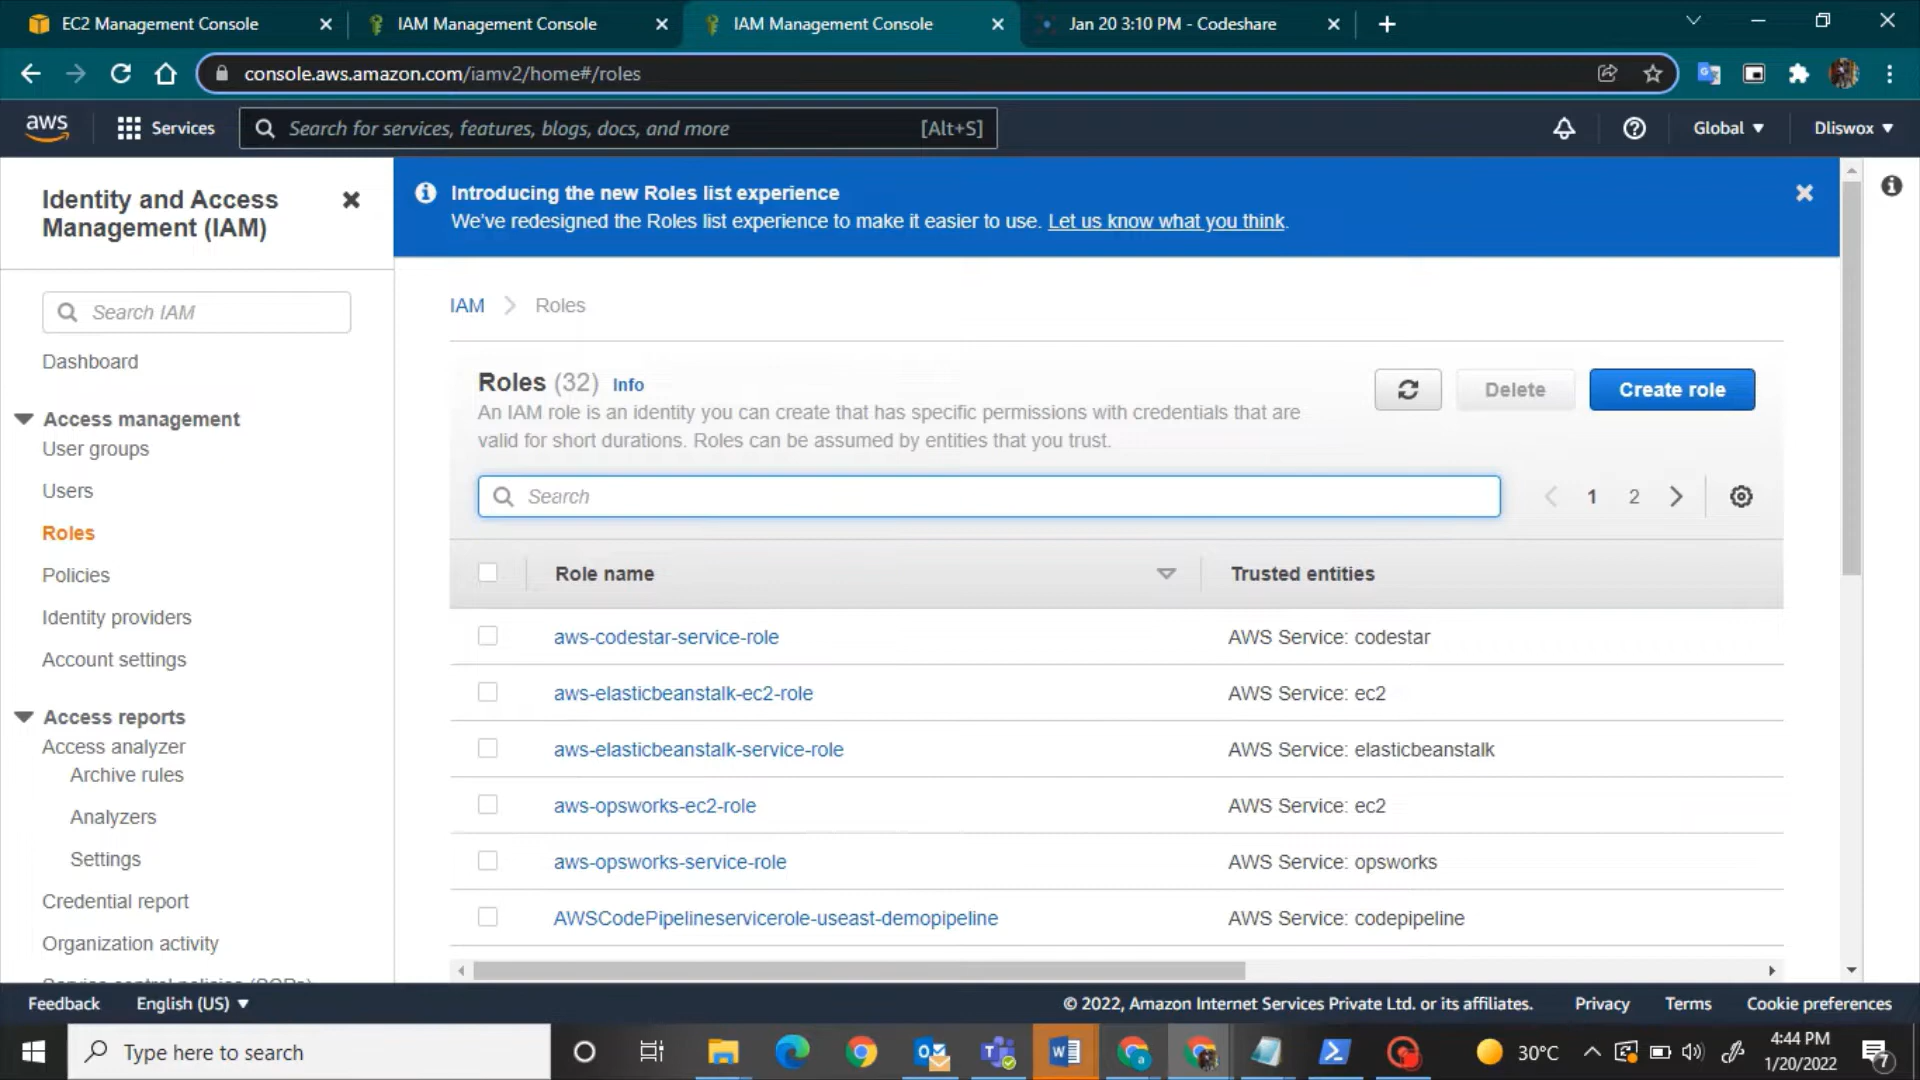 EC2 Management Console
IAM Management Console
IAM Management Console
Jan 20 3:10 PM - Codeshare
console.aws.amazon.com/iamv2/home#/roles
aws
Services
Search for services, features, blogs, docs, and more
[Alt+S]
Global
Dliswox
Identity and Access
Management (IAM)
Search IAM
Dashboard
Access management
User groups
Users
Roles
Policies
Identity providers
Account settings
Access reports
Access analyzer
Archive rules
Analyzers
Settings
Credential report
Organization activity
Introducing the new Roles list experience
We've redesigned the Roles list experience to make it easier to use. Let us know what you think.
IAM > Roles
Roles (32) Info
An IAM role is an identity you can create that has specific permissions with credentials that are
valid for short durations. Roles can be assumed by entities that you trust.
Delete
Create role
Search
1 2
Role name Trusted entities
aws-codestar-service-role AWS Service: codestar
aws-elasticbeanstalk-ec2-role AWS Service: ec2
aws-elasticbeanstalk-service-role AWS Service: elasticbeanstalk
aws-opsworks-ec2-role AWS Service: ec2
aws-opsworks-service-role AWS Service: opsworks
AWSCodePipelineservicerole-useast-demopipeline AWS Service: codepipeline
Feedback English (US) © 2022, Amazon Internet Services Private Ltd. or its affiliates. Privacy Terms Cookie preferences
Type here to search
30°C
4:44 PM
1/20/2022
7